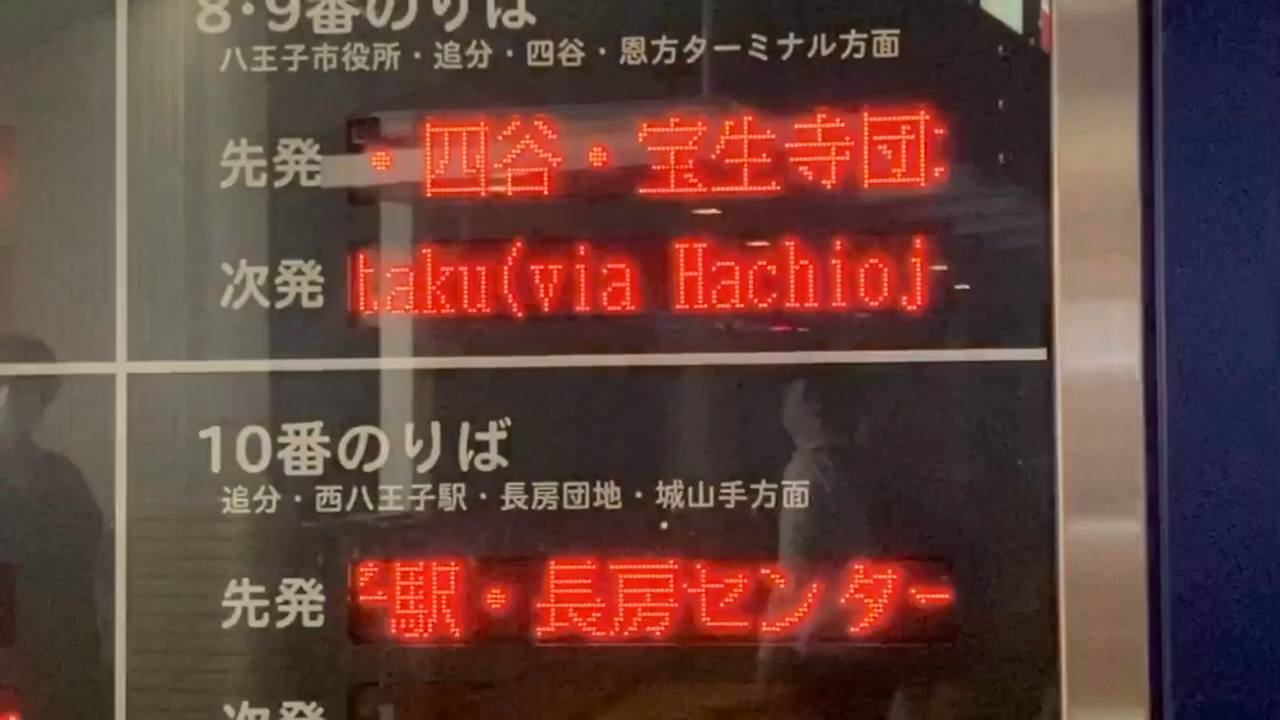 8・9番のりば
八王子市役所・追分・四谷・恩方ターミナル方面
先発 ・四谷・宝生寺団
次発 taku(via Hachioj
10番のりば
追分・西八王子駅・長房団地・城山手方面
先発 駅・長房センター
次発